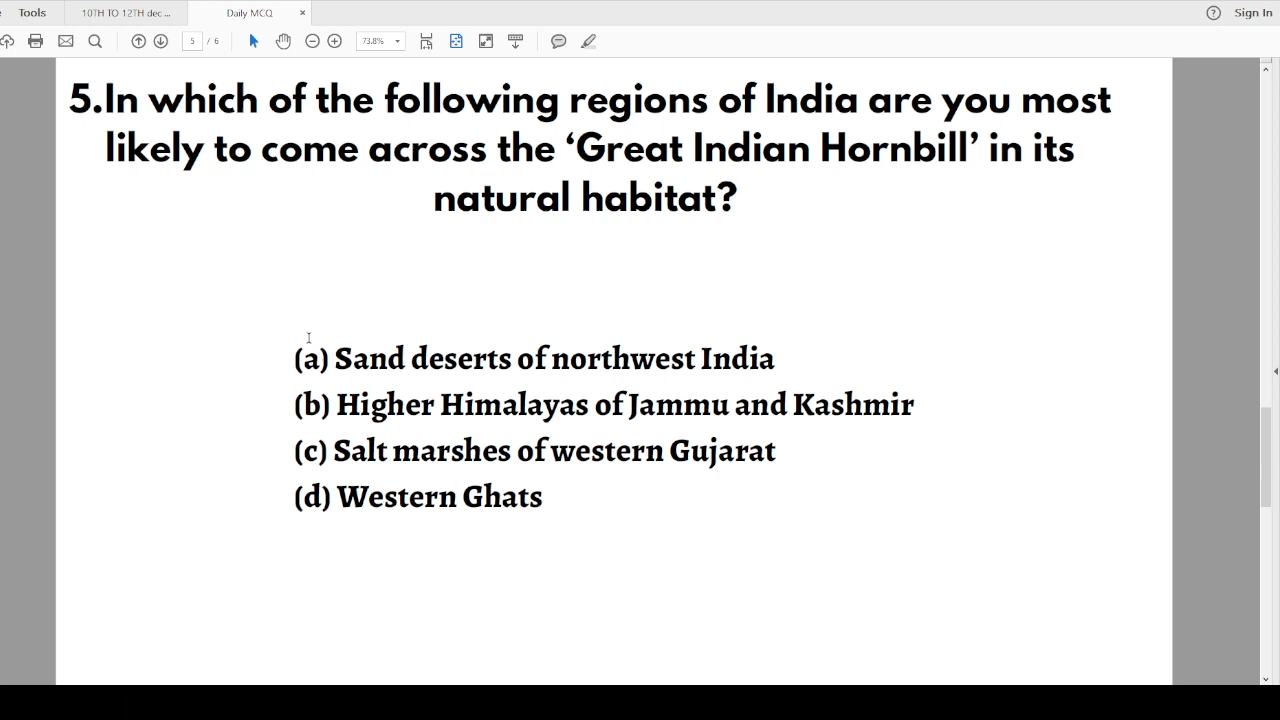 Tools
10TH TO 12TH dec ...
Daily MCQ
×
?
Sign In
5 / 6
73.8%
5.In which of the following regions of India are you most
likely to come across the ‘Great Indian Hornbill’ in its
natural habitat?
(a) Sand deserts of northwest India
(b) Higher Himalayas of Jammu and Kashmir
(c) Salt marshes of western Gujarat
(d) Western Ghats